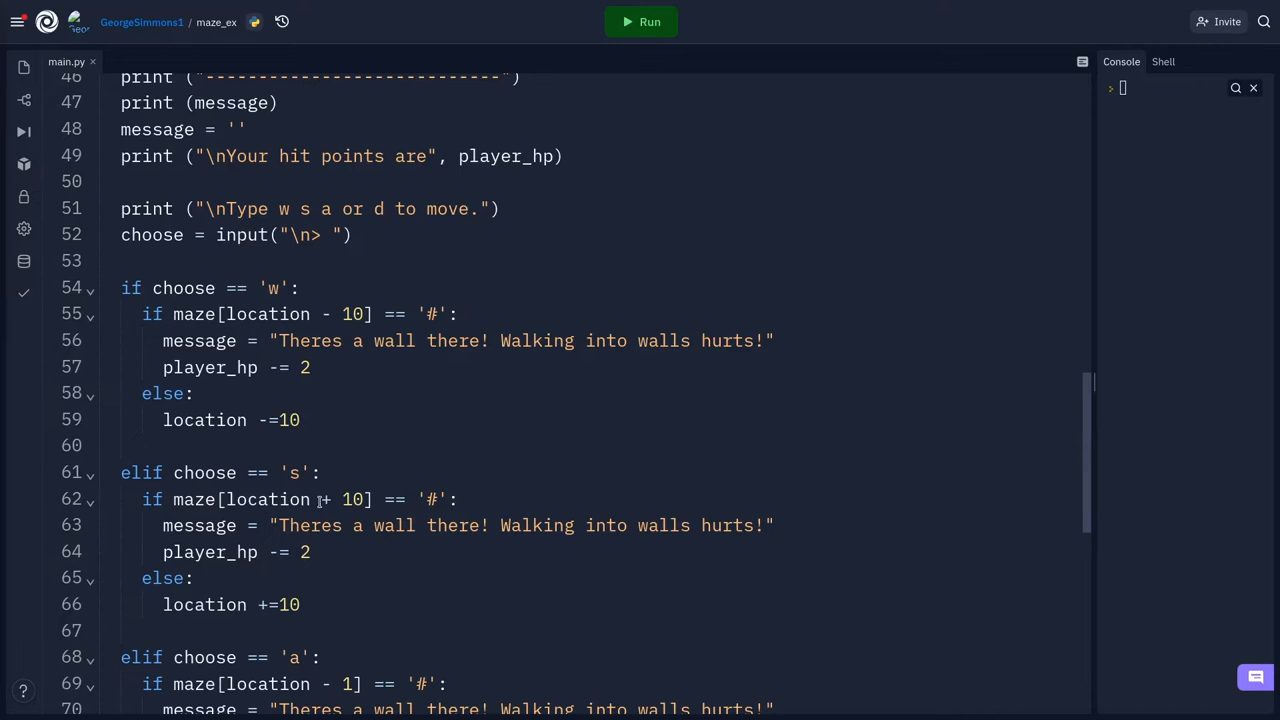 GeorgeSimmons1 / maze_ex
Run
Invite
main.py
Console
Shell
46 print ("----------------------------")
47 print (message)
48 message = ''
49 print ("\nYour hit points are", player_hp)
50
51 print ("\nType w s a or d to move.")
52 choose = input("\n> ")
53
54 if choose == 'w':
55 if maze[location - 10] == '#':
56 message = "Theres a wall there! Walking into walls hurts!"
57 player_hp -= 2
58 else:
59 location -=10
60
61 elif choose == 's':
62 if maze[location + 10] == '#':
63 message = "Theres a wall there! Walking into walls hurts!"
64 player_hp -= 2
65 else:
66 location +=10
67
68 elif choose == 'a':
69 if maze[location - 1] == '#':
70 message = "Theres a wall there! Walking into walls hurts!"
>
?